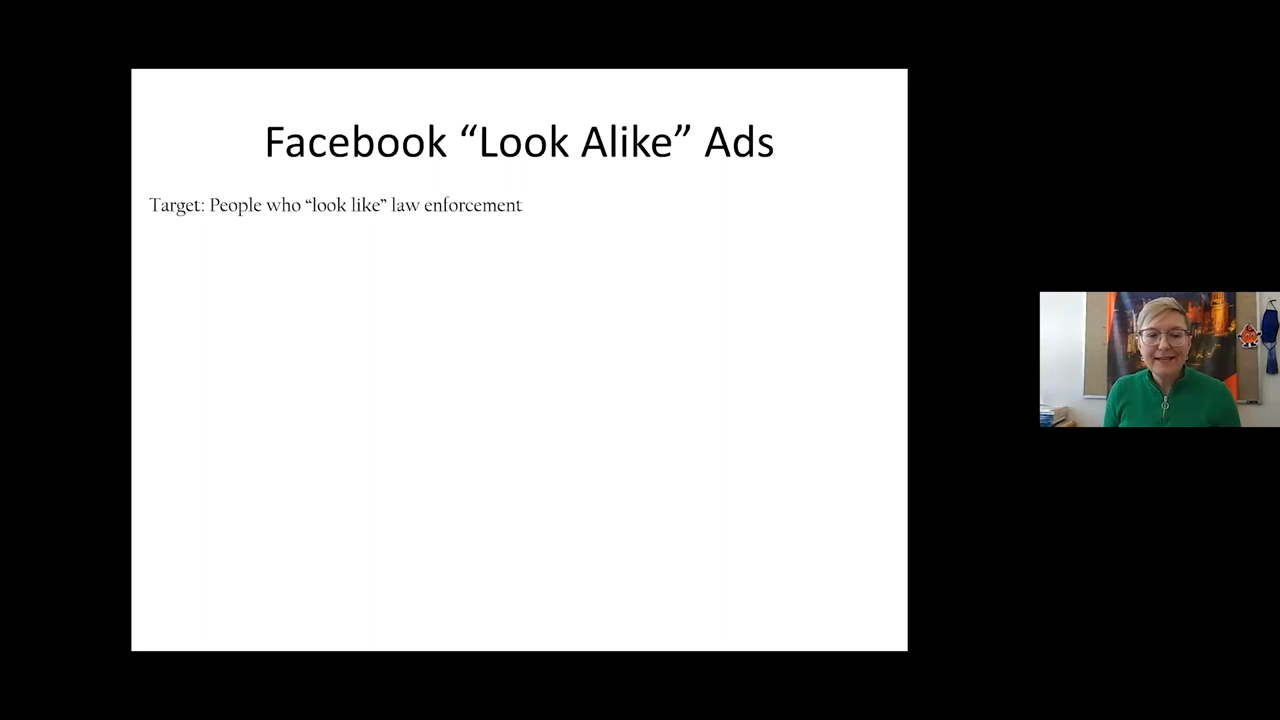 Facebook “Look Alike” Ads
Target: People who “look like” law enforcement